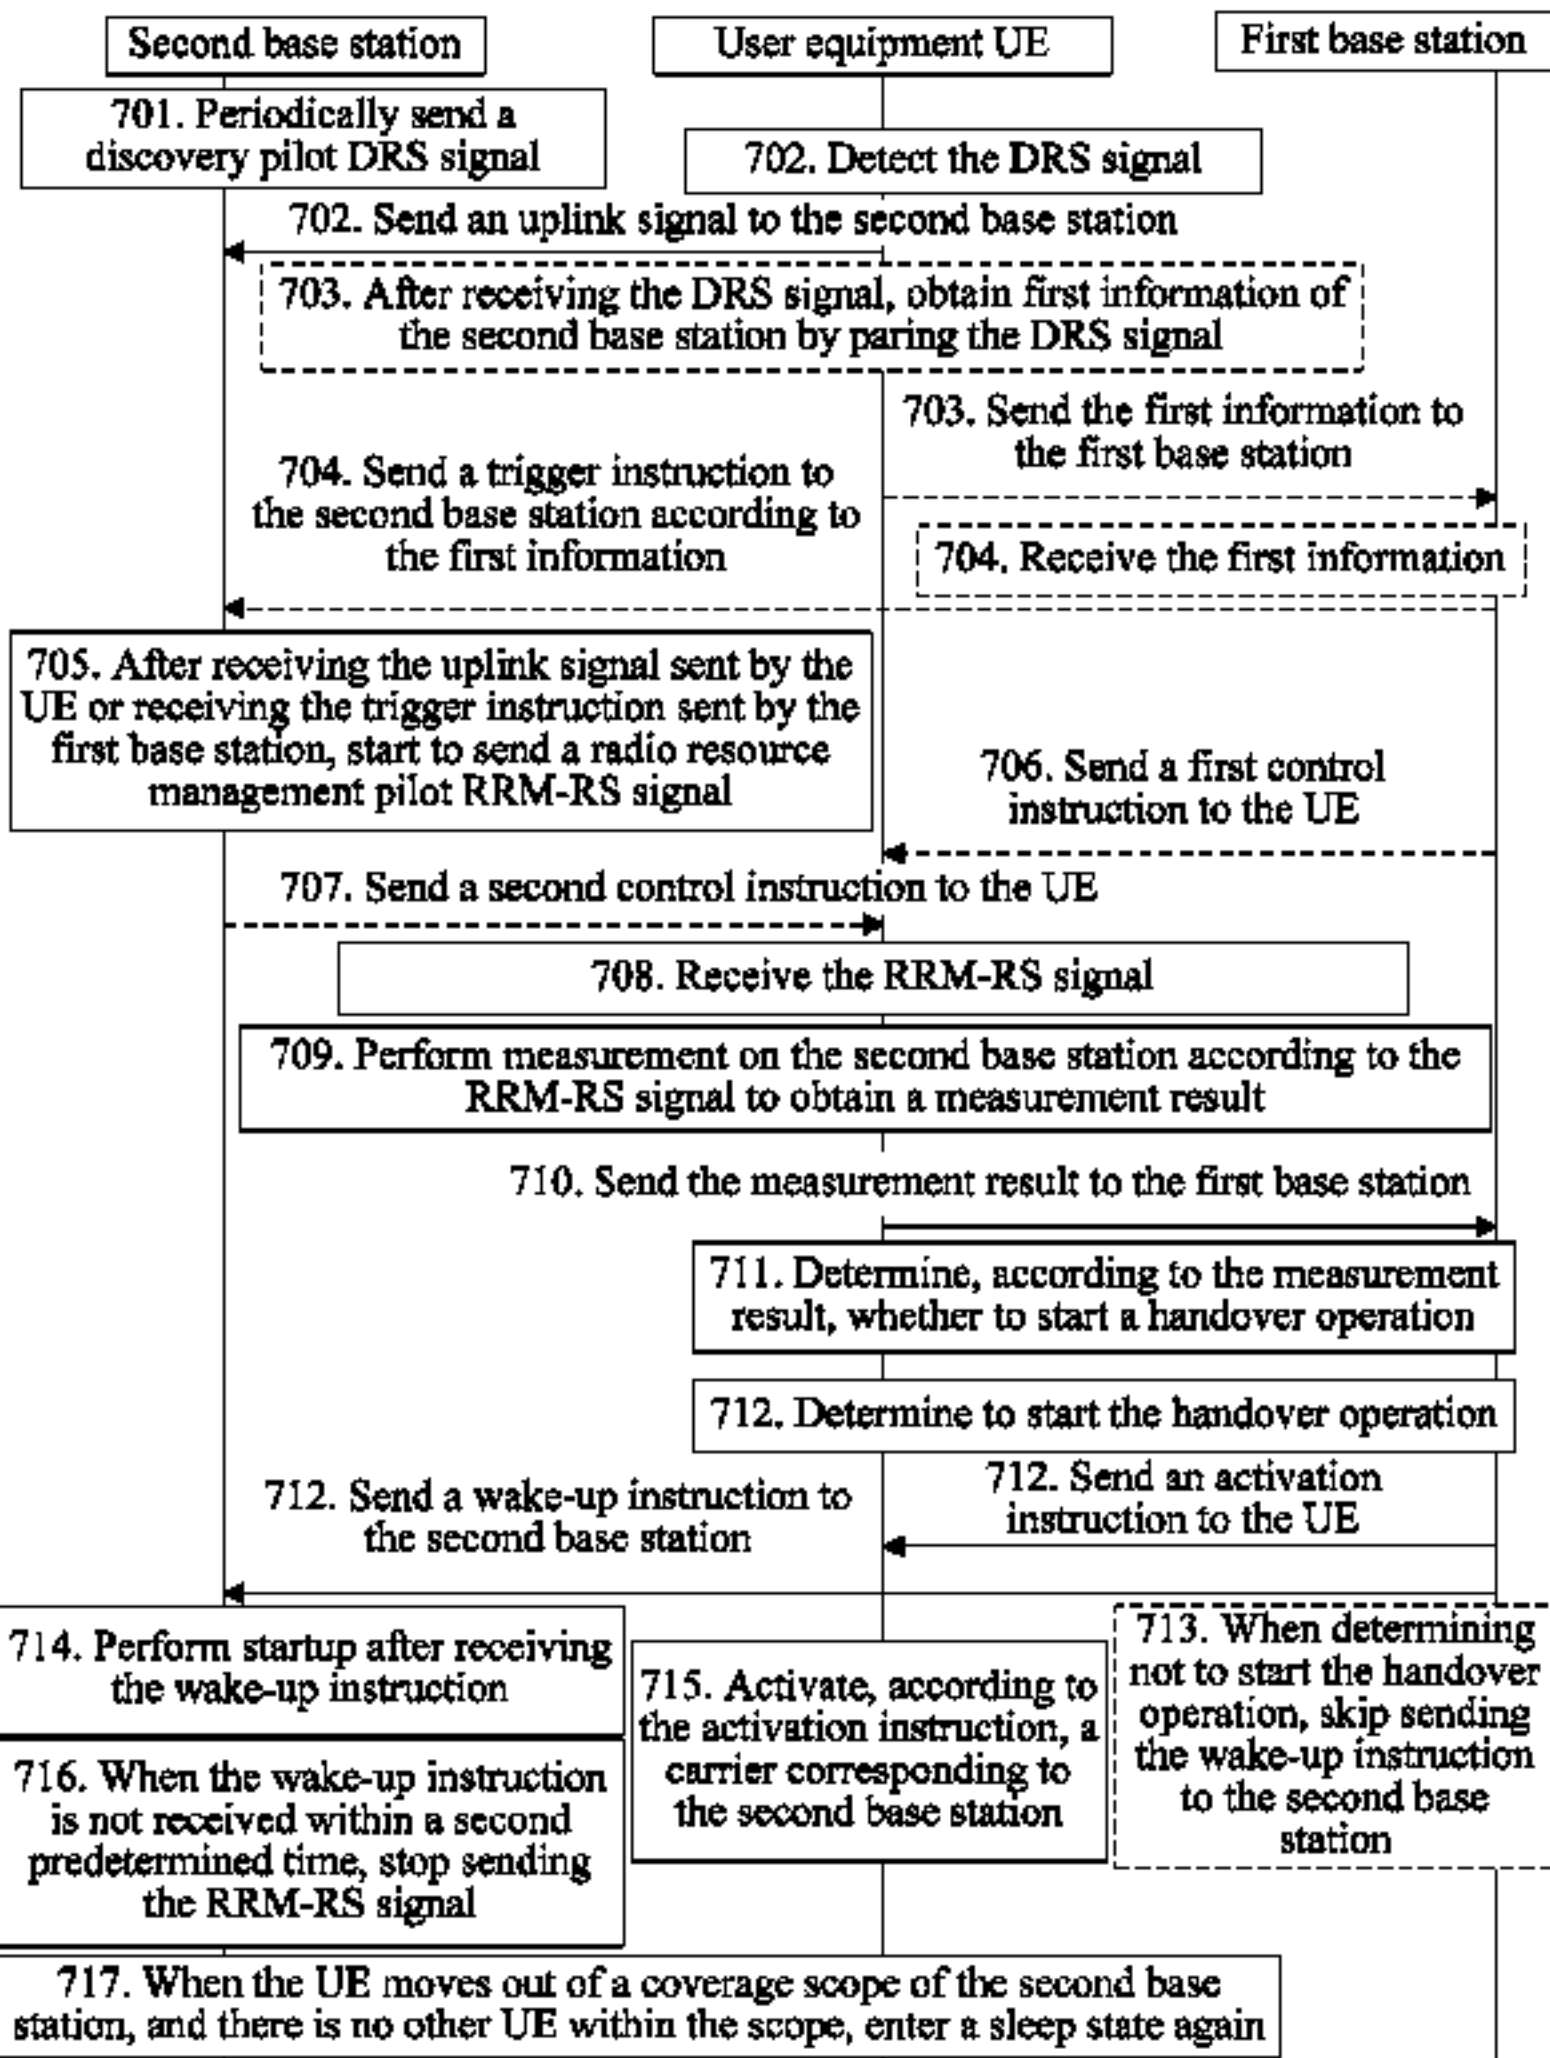 Second base station
User equipment UE
First base station
701. Periodically send a
discovery pilot DRS signal
702. Detect the DRS signal
702. Send an uplink signal to the second base station
703. After receiving the DRS signal, obtain first information of
the second base station by paring the DRS signal
703. Send the first information to
the first base station
704. Send a trigger instruction to
the second base station according to
the first information
704. Receive the first information
705. After receiving the uplink signal sent by the
UE or receiving the trigger instruction sent by the
first base station, start to send a radio resource
management pilot RRM-RS signal
706. Send a first control
instruction to the UE
707. Send a second control instruction to the UE
708. Receive the RRM-RS signal
709. Perform measurement on the second base station according to the
RRM-RS signal to obtain a measurement result
710. Send the measurement result to the first base station
711. Determine, according to the measurement
result, whether to start a handover operation
712. Determine to start the handover operation
712. Send an activation
instruction to the UE
712. Send a wake-up instruction to
the second base station
714. Perform startup after receiving
the wake-up instruction
715. Activate, according to
the activation instruction, a
carrier corresponding to
the second base station
713. When determining
not to start the handover
operation, skip sending
the wake-up instruction
to the second base
station
716. When the wake-up instruction
is not received within a second
predetermined time, stop sending
the RRM-RS signal
717. When the UE moves out of a coverage scope of the second base
station, and there is no other UE within the scope, enter a sleep state again